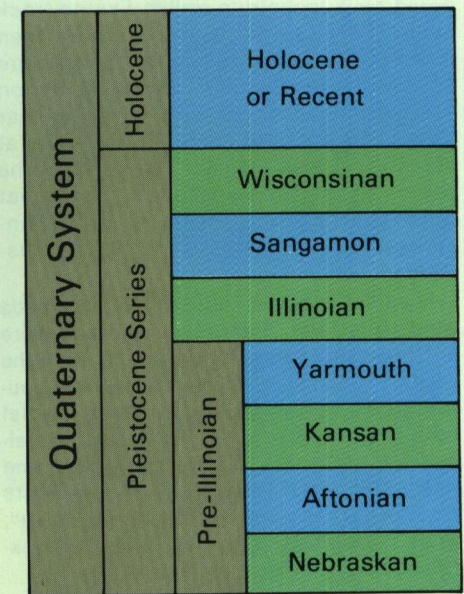 Quaternary System
Holocene
Pleistocene Series
Pre-Illinoian
Holocene
or Recent
Wisconsinan
Sangamon
Illinoian
Yarmouth
Kansan
Aftonian
Nebraskan